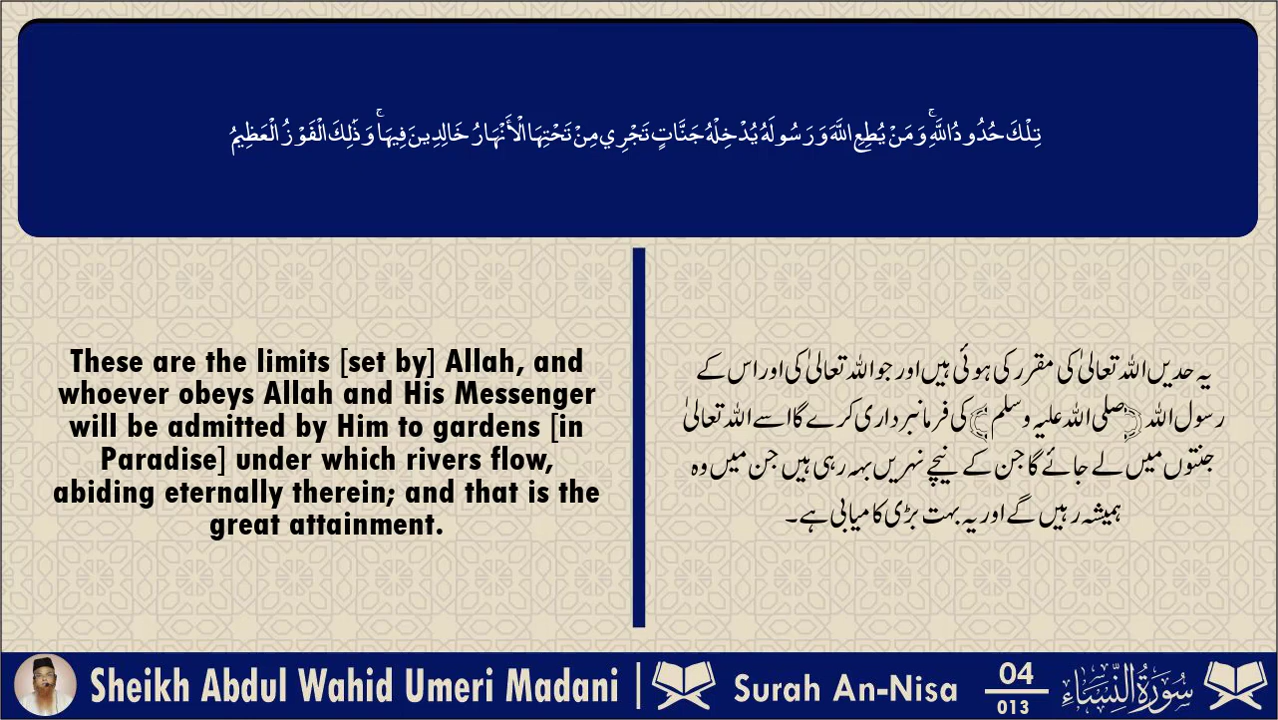 تِلْكَ حُدُودُ اللَّهِ ۚ وَمَنْ يُطِعِ اللَّهَ وَرَسُولَهُ يُدْخِلْهُ جَنَّاتٍ تَجْرِي مِنْ تَحْتِهَا الْأَنْهَارُ خَالِدِينَ فِيهَا ۚ وَذَٰلِكَ الْفَوْزُ الْعَظِيمُ
These are the limits [set by] Allah, and
whoever obeys Allah and His Messenger
will be admitted by Him to gardens [in
Paradise] under which rivers flow,
abiding eternally therein; and that is the
great attainment.
یہ حدیں اللہ تعالیٰ کی مقرر کی ہوئی ہیں اور جو اللہ تعالیٰ کی اور اس کے
رسول اللہ ﴿صلی اللہ علیہ وسلم﴾ کی فرمانبرداری کرے گا اسے اللہ تعالیٰ
جنتوں میں لے جائے گا جن کے نیچے نہریں بہہ رہی ہیں جن میں وہ
ہمیشہ رہیں گے اور یہ بہت بڑی کامیابی ہے۔
Sheikh Abdul Wahid Umeri Madani |
Surah An-Nisa
04
013
سُورَةُ النِّسَاء